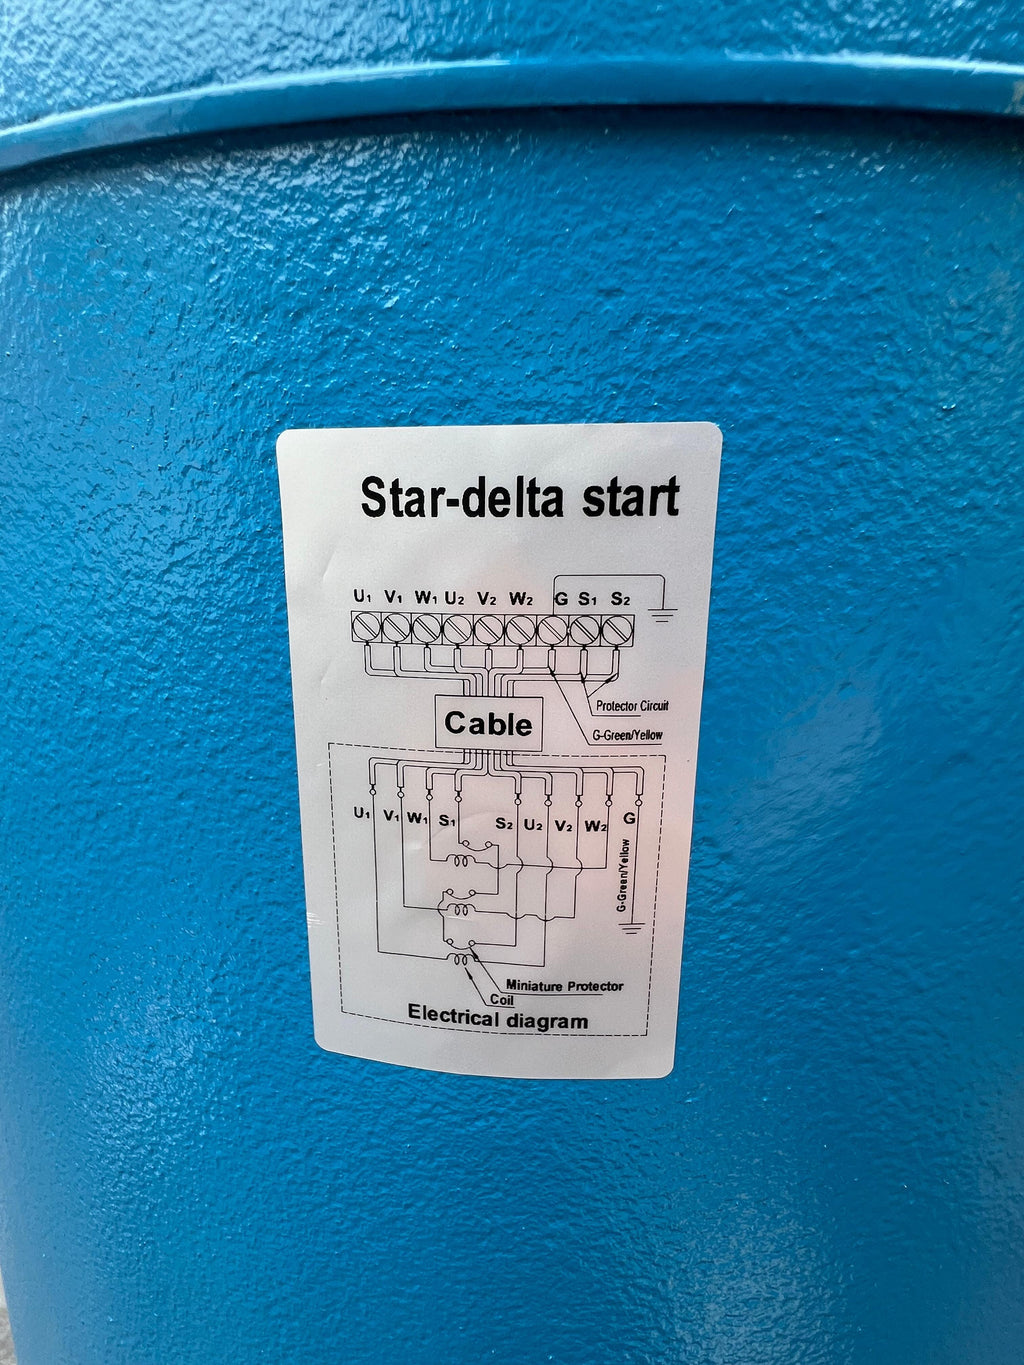 Star-delta start
U1 V1 W1 U2 V2 W2 G S1 S2
Protector Circuit
Cable
G-Green/Yellow
U1 V1 W1 S1 S2 U2 V2 W2 G
G-Green/Yellow
Miniature Protector
Coil
Electrical diagram